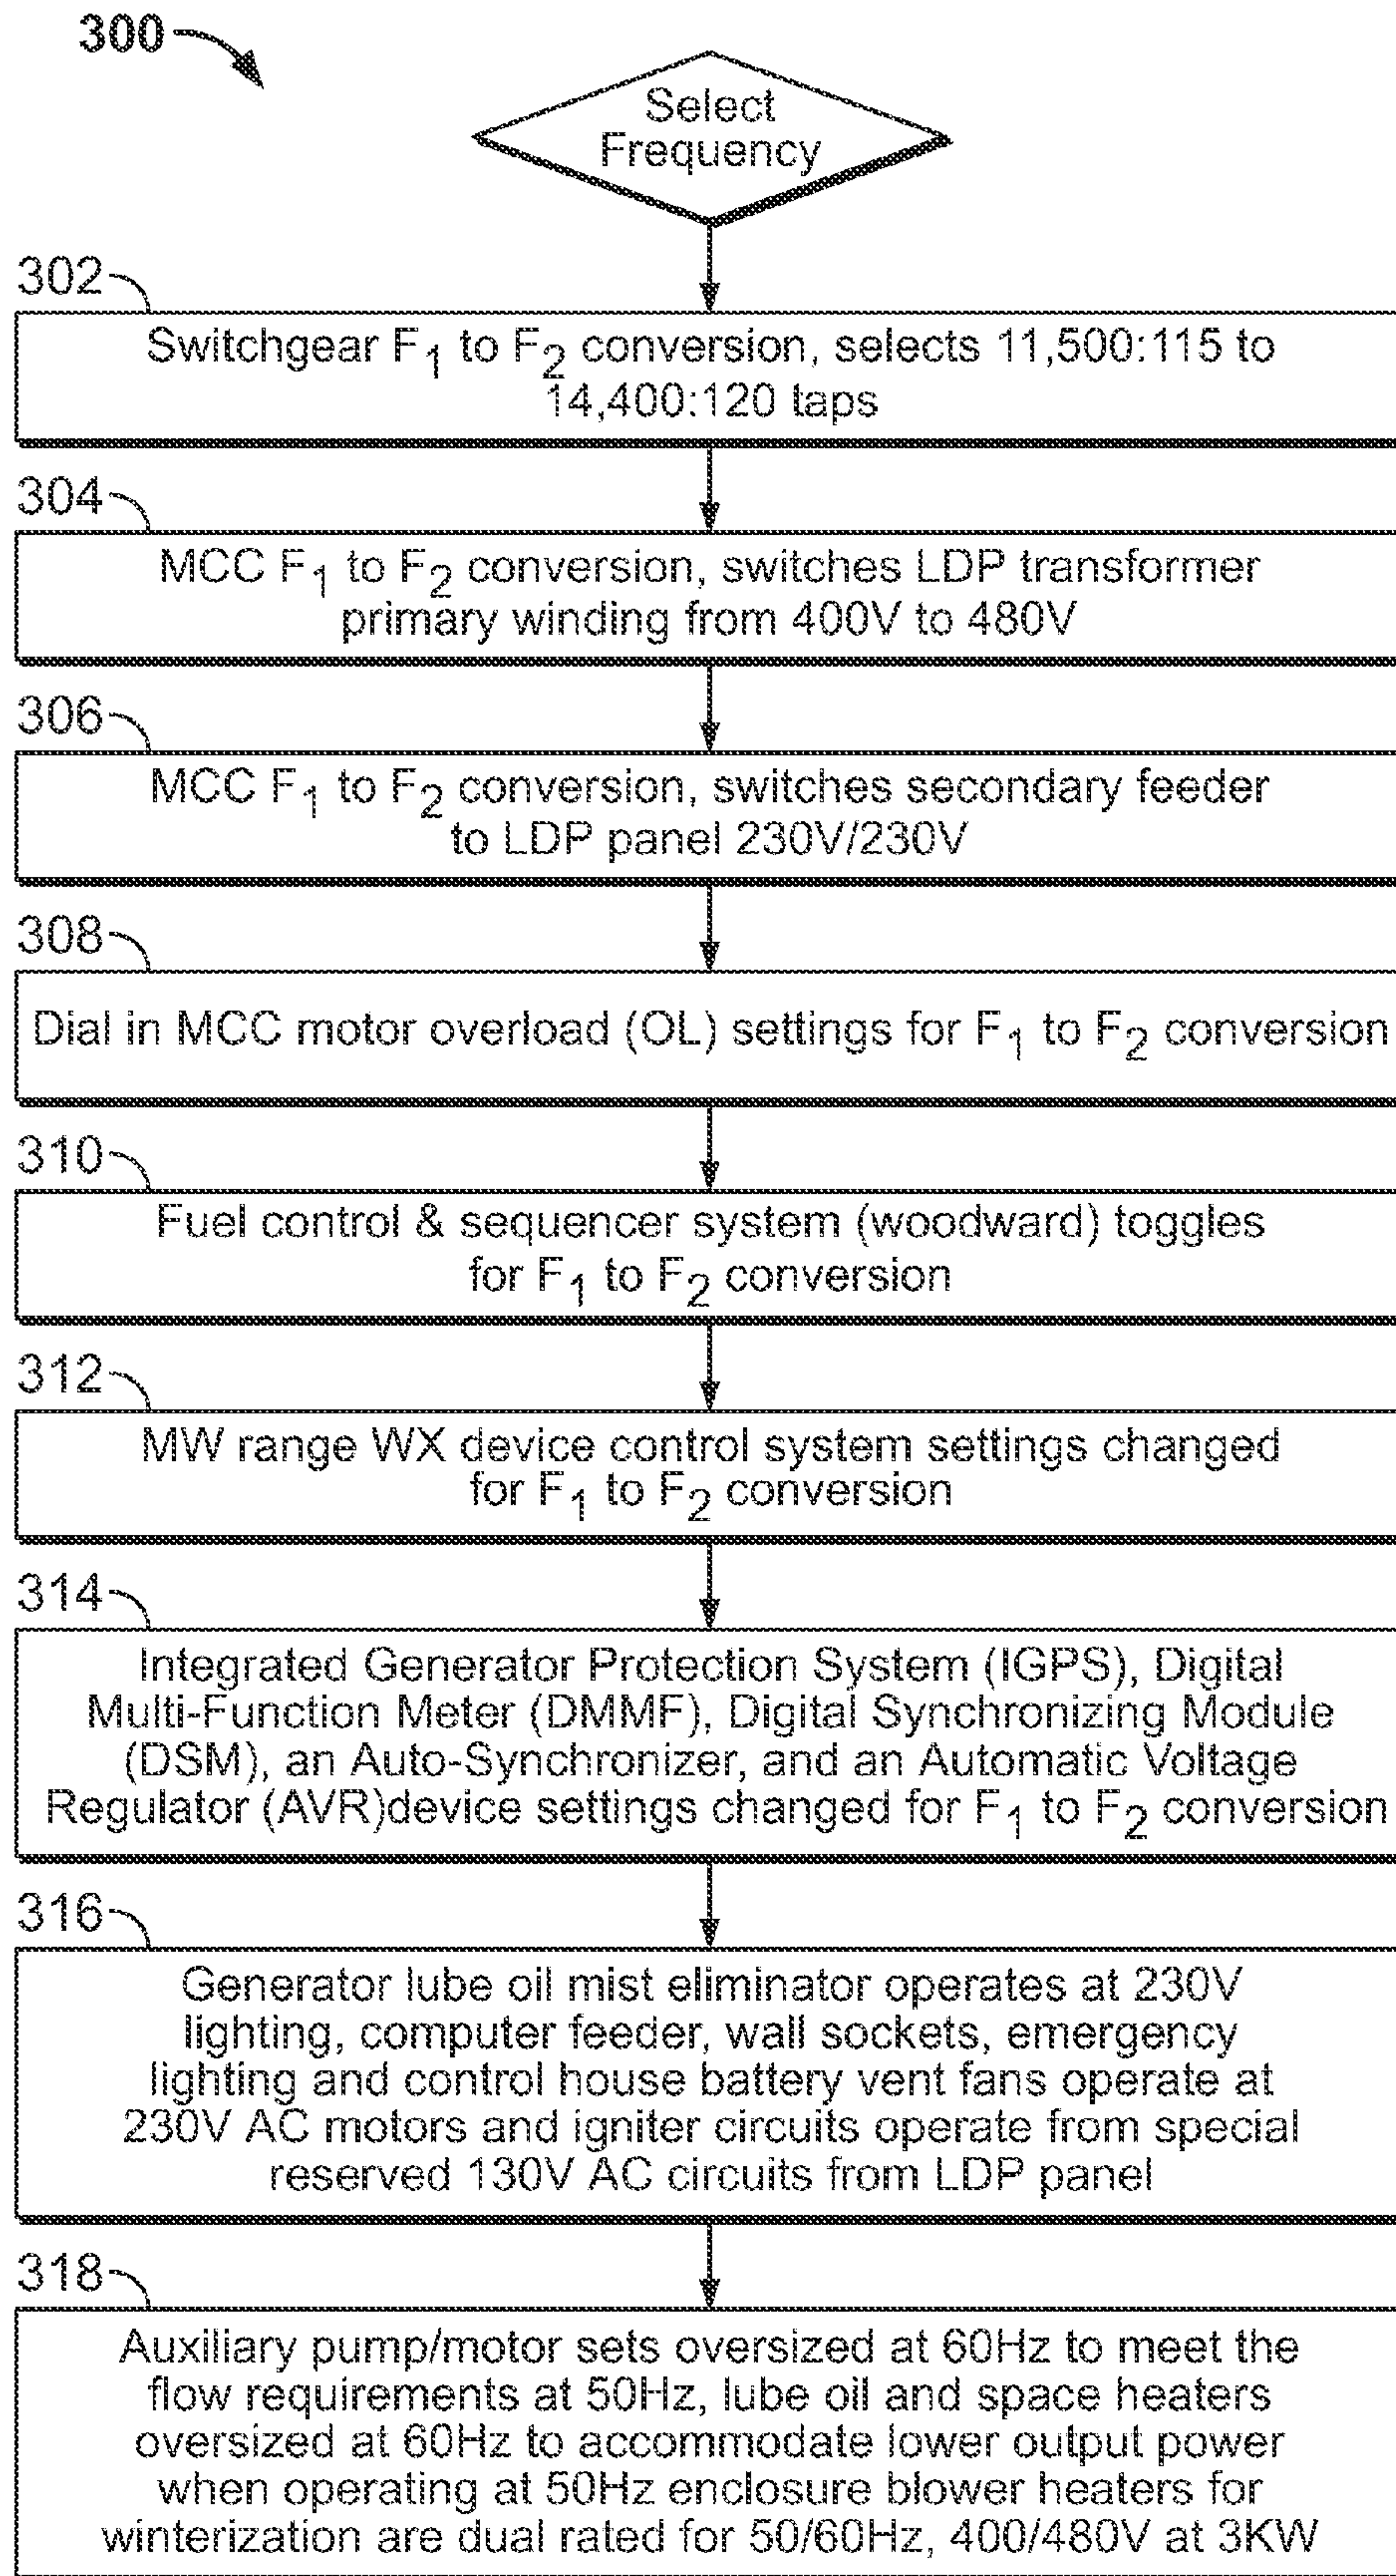 300
Select
Frequency
302
Switchgear F1 to F2 conversion, selects 11,500:115 to
14,400:120 taps
304
MCC F1 to F2 conversion, switches LDP transformer
primary winding from 400V to 480V
306
MCC F1 to F2 conversion, switches secondary feeder
to LDP panel 230V/230V
308
Dial in MCC motor overload (OL) settings for F1 to F2 conversion
310
Fuel control & sequencer system (woodward) toggles
for F1 to F2 conversion
312
MW range WX device control system settings changed
for F1 to F2 conversion
314
Integrated Generator Protection System (IGPS), Digital
Multi-Function Meter (DMMF), Digital Synchronizing Module
(DSM), an Auto-Synchronizer, and an Automatic Voltage
Regulator (AVR)device settings changed for F1 to F2 conversion
316
Generator lube oil mist eliminator operates at 230V
lighting, computer feeder, wall sockets, emergency
lighting and control house battery vent fans operate at
230V AC motors and igniter circuits operate from special
reserved 130V AC circuits from LDP panel
318
Auxiliary pump/motor sets oversized at 60Hz to meet the
flow requirements at 50Hz, lube oil and space heaters
oversized at 60Hz to accommodate lower output power
when operating at 50Hz enclosure blower heaters for
winterization are dual rated for 50/60Hz, 400/480V at 3KW